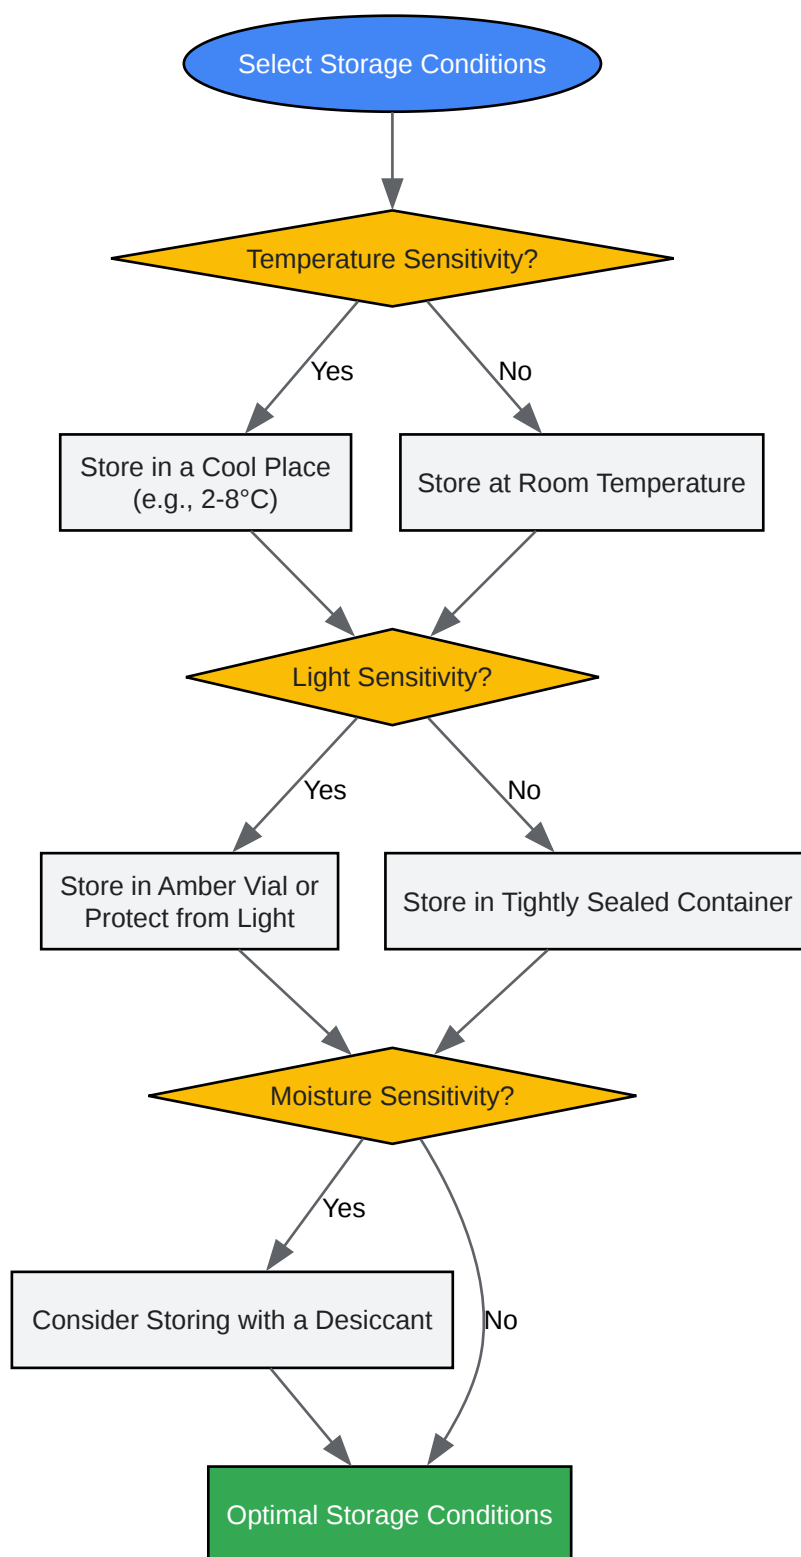 Select Storage Conditions
Temperature Sensitivity?
Yes
No
Store in a Cool Place
(e.g., 2-8°C)
Store at Room Temperature
Light Sensitivity?
Yes
No
Store in Amber Vial or
Protect from Light
Store in Tightly Sealed Container
Moisture Sensitivity?
Yes
Consider Storing with a Desiccant
No
Optimal Storage Conditions